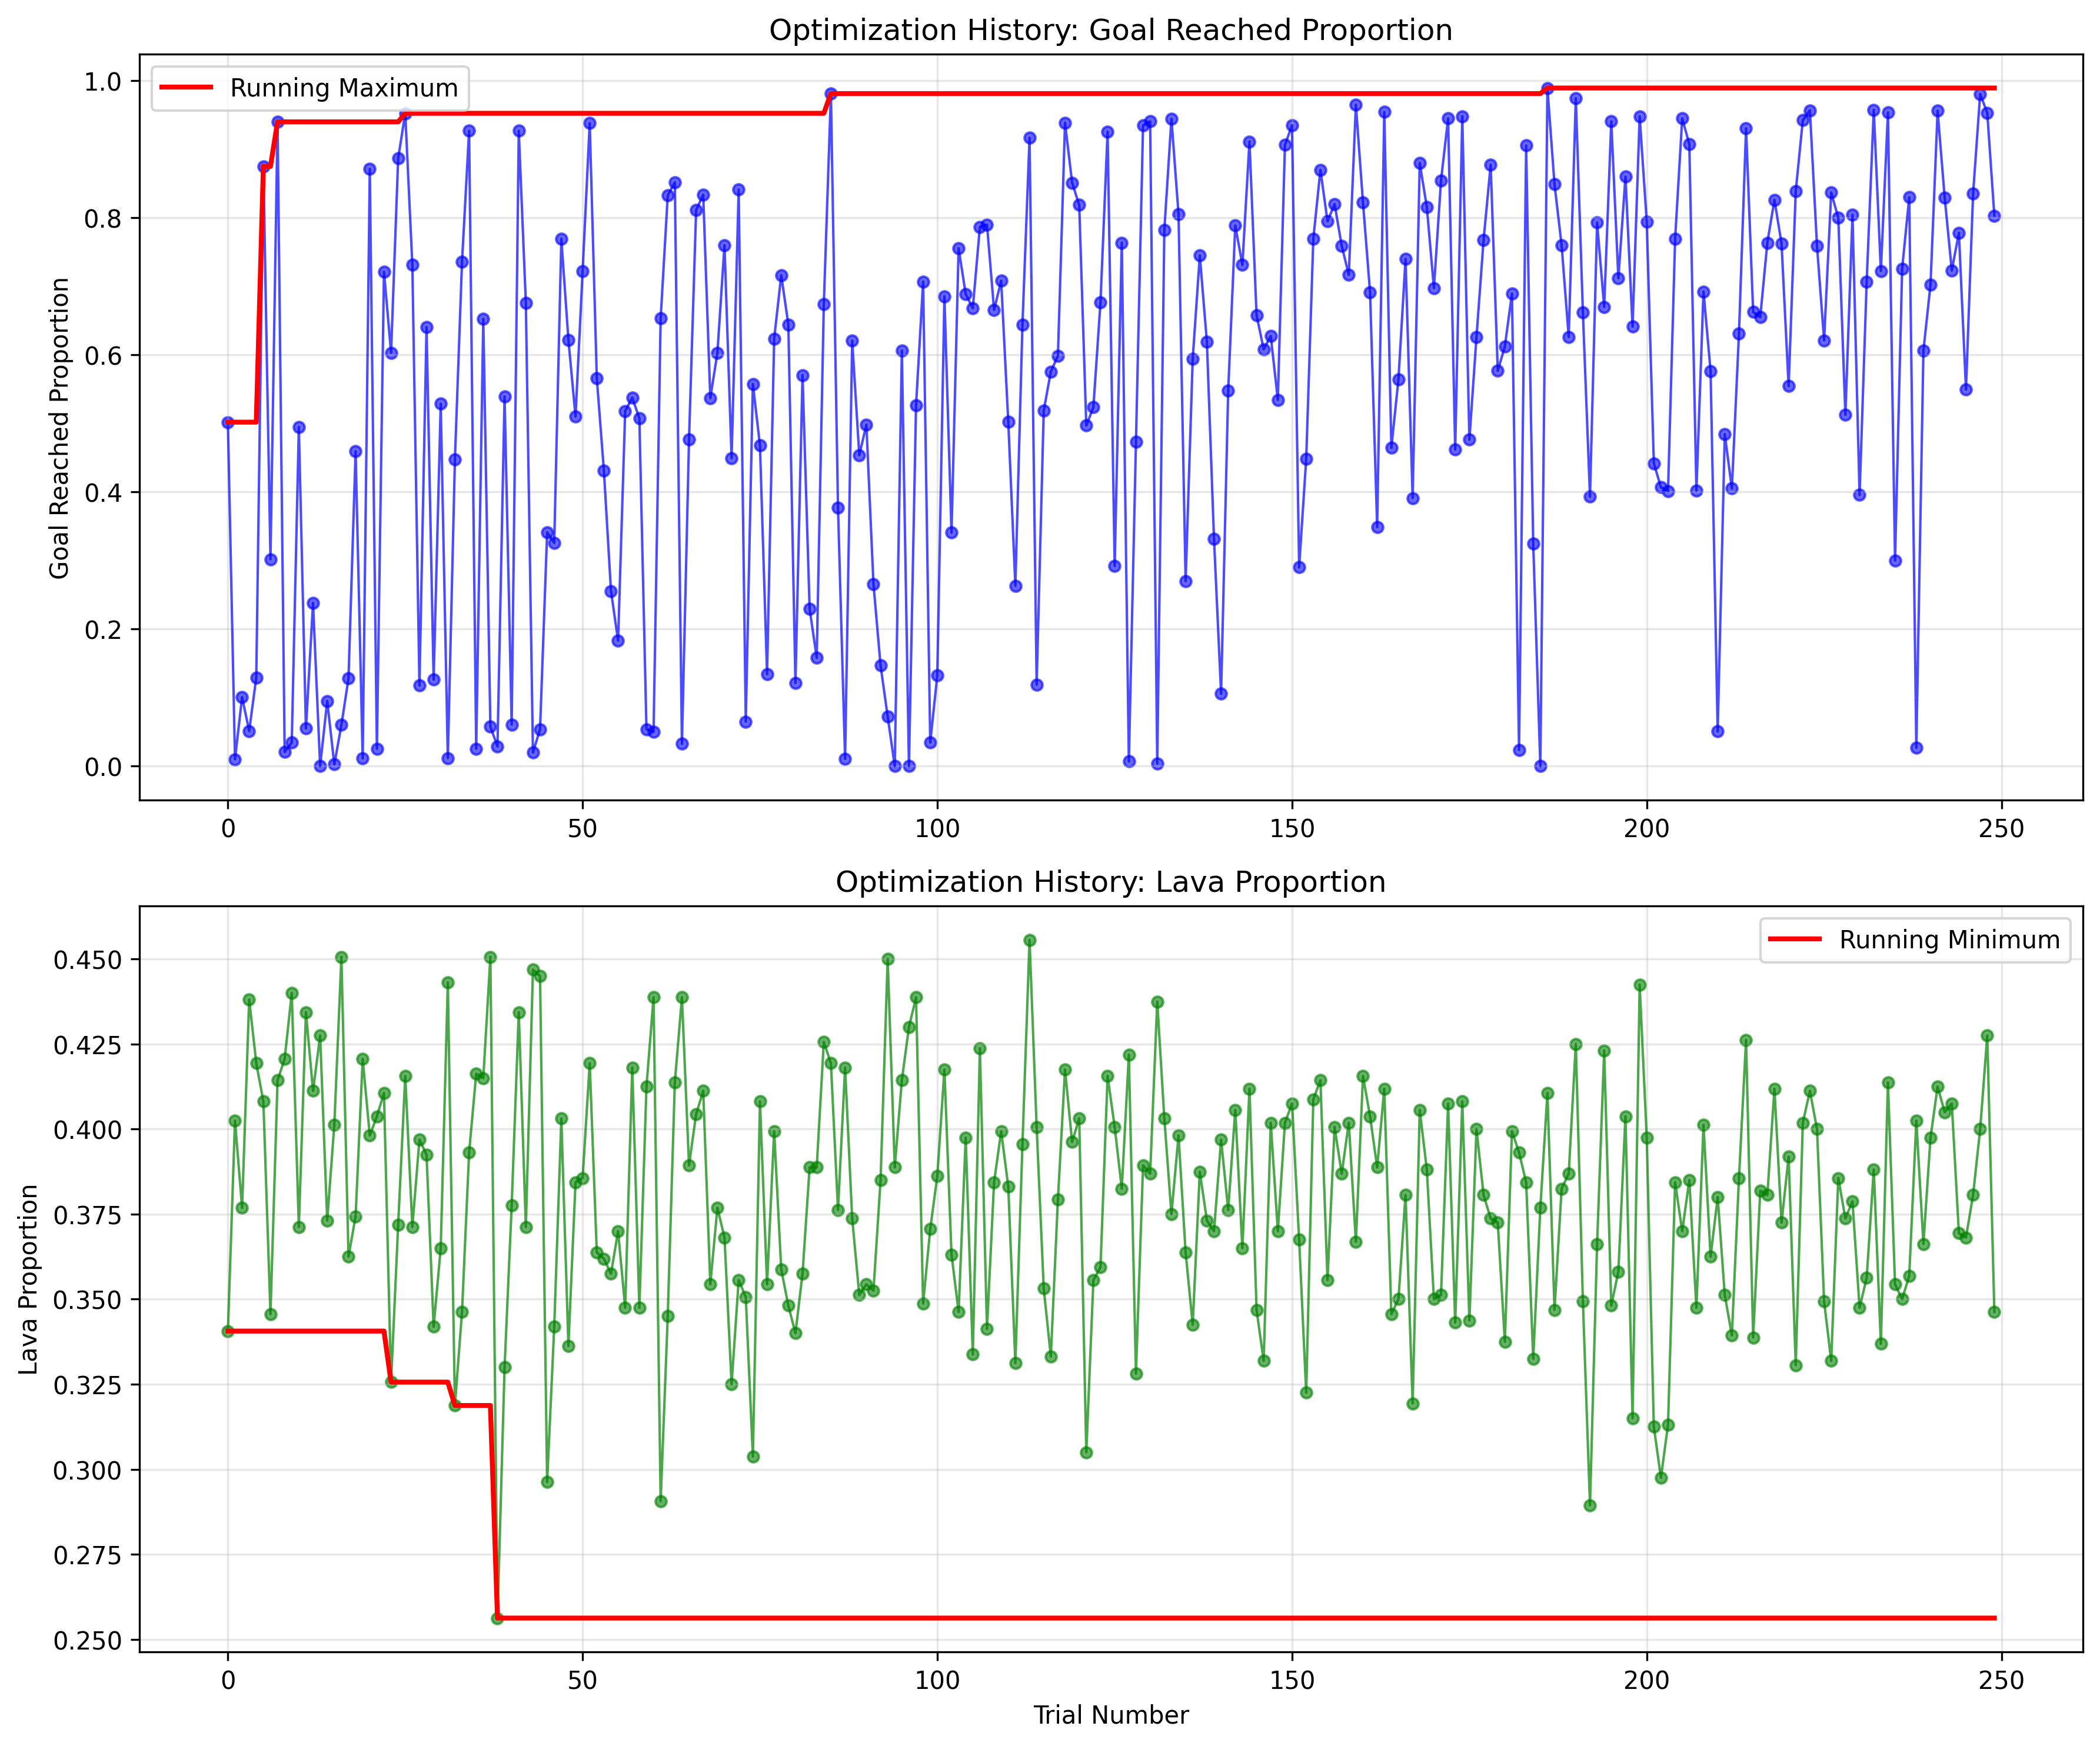 Optimization History: Goal Reached Proportion
Running Maximum
Goal Reached Proportion
1.0
0.8
0.6
0.4
0.2
0.0
0 50 100 150 200 250
Optimization History: Lava Proportion
Running Minimum
Lava Proportion
0.450
0.425
0.400
0.375
0.350
0.325
0.300
0.275
0.250
0 50 100 150 200 250
Trial Number